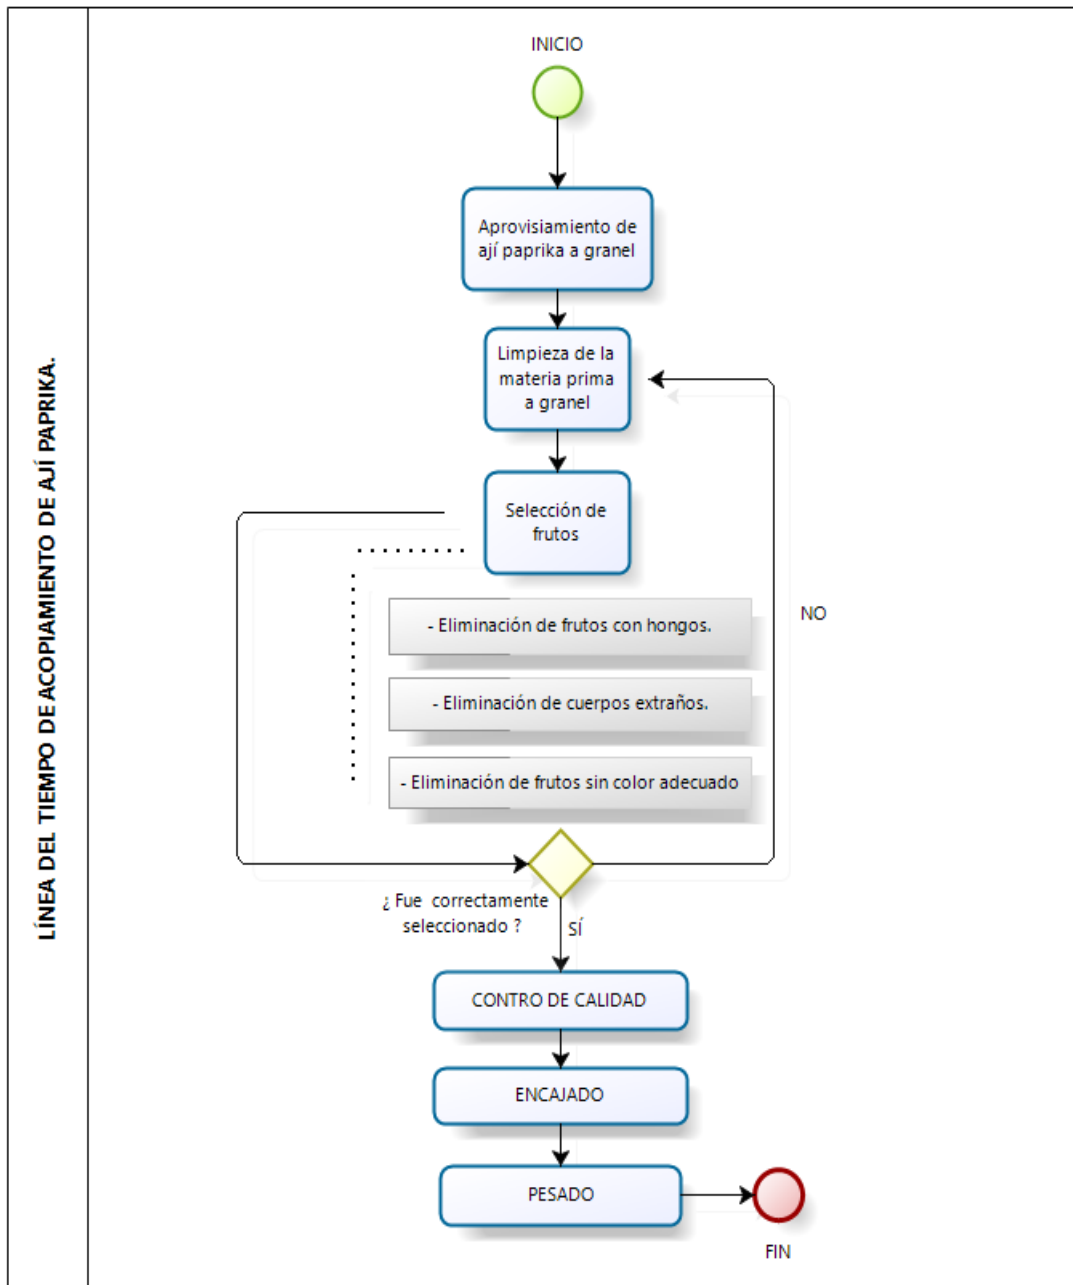 LÍNEA DEL TIEMPO DE ACOPIAMIENTO DE AJÍ PAPRIKA.
INICIO
Aprovisiamiento de
ají paprika a granel
Limpieza de la
materia prima
a granel
Selección de
frutos
- Eliminación de frutos con hongos.
NO
- Eliminación de cuerpos extraños.
- Eliminación de frutos sin color adecuado
¿ Fue correctamente
seleccionado ?
SÍ
CONTRO DE CALIDAD
ENCAJADO
PESADO
FIN